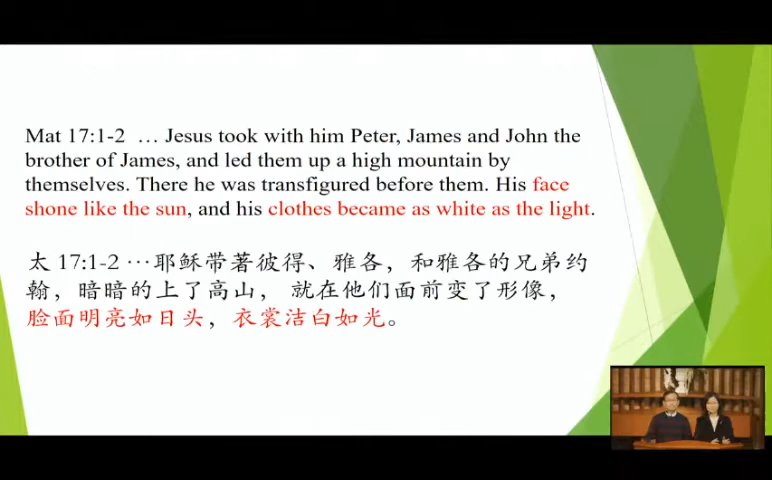 Mat 17:1-2 … Jesus took with him Peter, James and John the
brother of James, and led them up a high mountain by
themselves. There he was transfigured before them. His face
shone like the sun, and his clothes became as white as the light.
太 17:1-2 …耶稣带著彼得、雅各，和雅各的兄弟约
翰，暗暗的上了高山， 就在他们面前变了形像，
脸面明亮如日头，衣裳洁白如光。